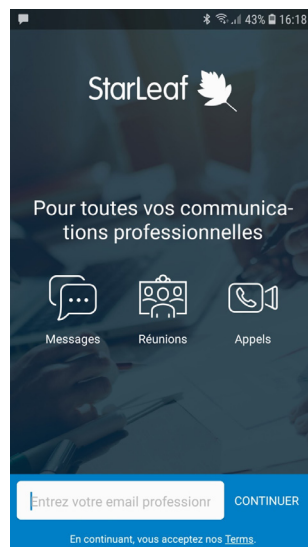 43% 16:18
StarLeaf
Pour toutes vos communica-
tions professionnelles
Messages Réunions Appels
Entrez votre email professionr CONTINUER
En continuant, vous acceptez nos Terms.